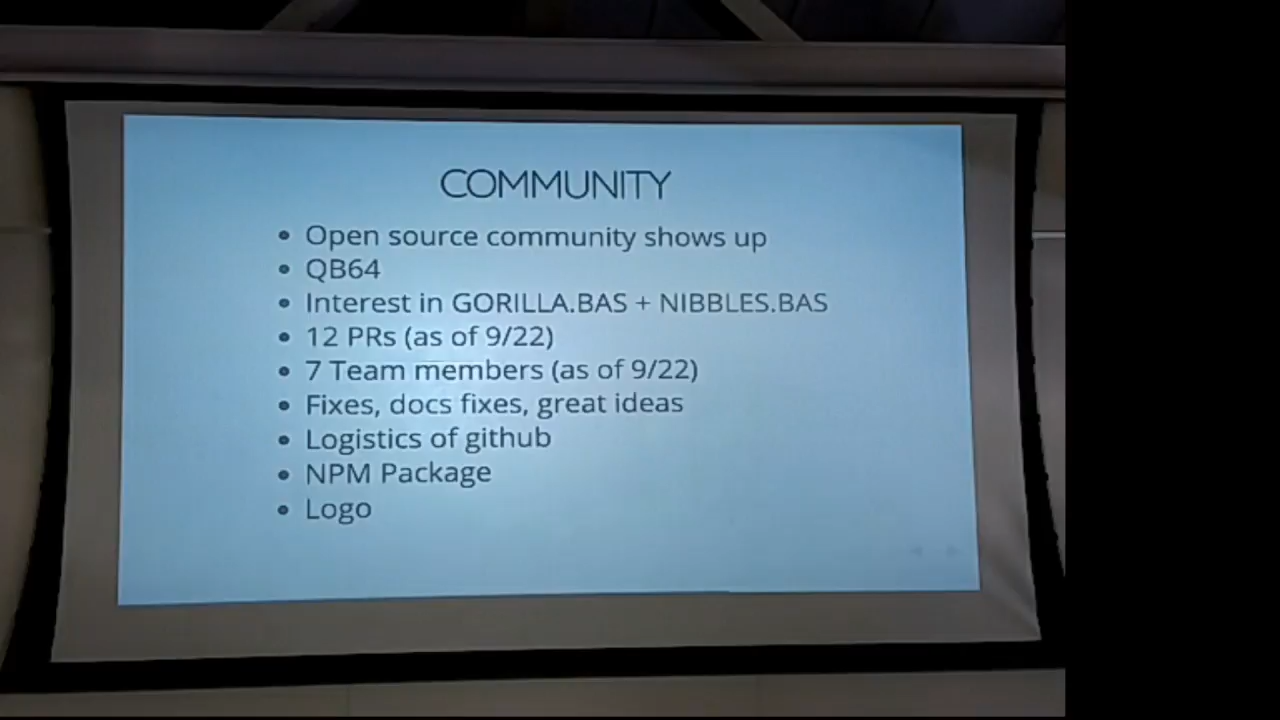 COMMUNITY
• Open source community shows up
• QB64
• Interest in GORILLA.BAS + NIBBLES.BAS
• 12 PRs (as of 9/22)
• 7 Team members (as of 9/22)
• Fixes, docs fixes, great ideas
• Logistics of github
• NPM Package
• Logo